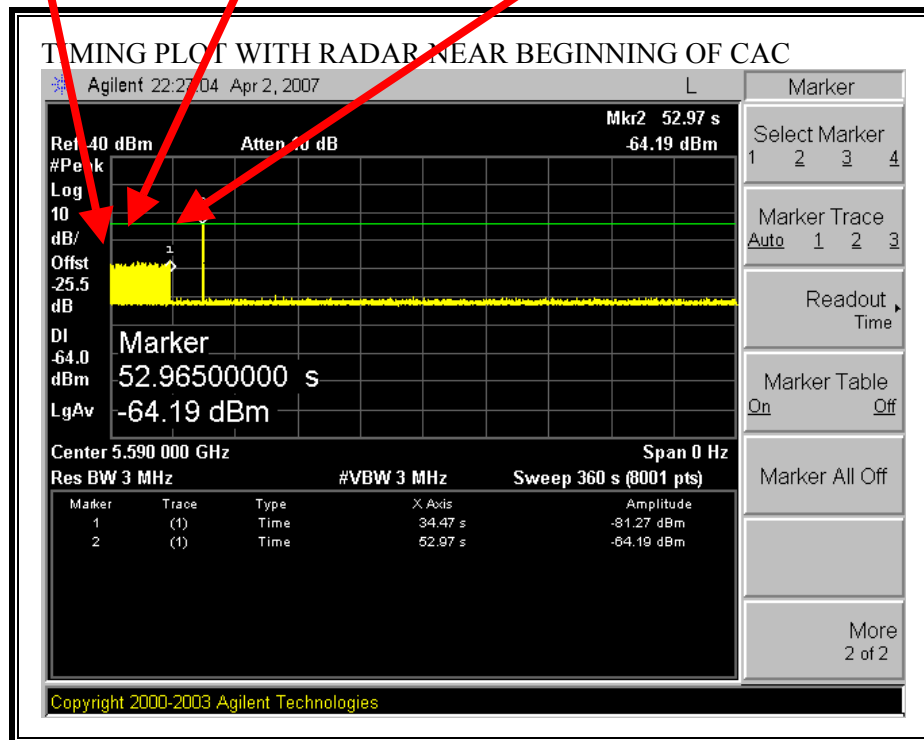 TIMING PLOT WITH RADAR NEAR BEGINNING OF CAC
Agilent 22:27:04 Apr 2, 2007 L
Marker
Mkr2 52.97 s
Ref -40 dBm Atten 10 dB -64.19 dBm
#Peak
Log
10
dB/
Offst
-25.5
dB
DI
-64.0
dBm
LgAv
1
Marker
52.96500000 s
-64.19 dBm
Center 5.590 000 GHz Span 0 Hz
Res BW 3 MHz #VBW 3 MHz Sweep 360 s (8001 pts)
Marker Trace Type X Axis Amplitude
1 (1) Time 34.47 s -81.27 dBm
2 (1) Time 52.97 s -64.19 dBm
Select Marker
1 2 3 4
Marker Trace
Auto 1 2 3
Readout
Time
Marker Table
On Off
Marker All Off
More
2 of 2
Copyright 2000-2003 Agilent Technologies